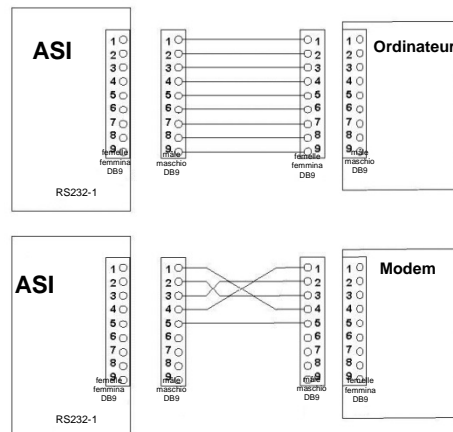 ASI
Ordinateur
1 1 1 1
2 2 2 2
3 3 3 3
4 4 4 4
5 5 5 5
6 6 6 6
7 7 7 7
8 8 8 8
9 9 9 9
femelle male femelle male
femmina maschio femmina maschio
DB9 DB9 DB9 DB9
RS232-1
ASI
Modem
1 1 1 1
2 2 2 2
3 3 3 3
4 4 4 4
5 5 5 5
6 6 6 6
7 7 7 7
8 8 8 8
9 9 9 9
femelle male male femelle
femmina maschio maschio femmina
DB9 DB9 DB9 DB9
RS232-1